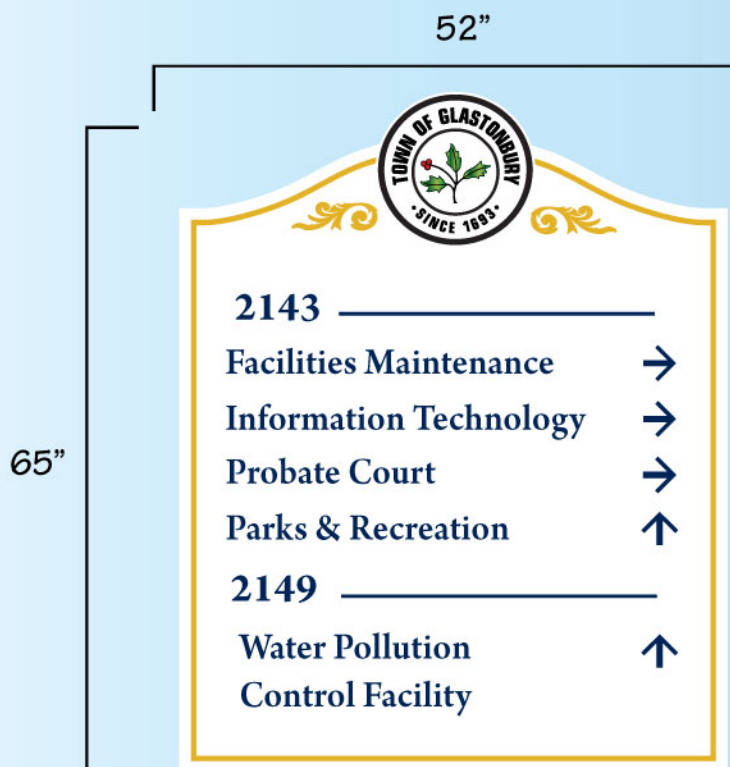 52”
TOWN OF GLASTONBURY
• SINCE 1693 •
65”
2143
Facilities Maintenance →
Information Technology →
Probate Court →
Parks & Recreation ↑
2149
Water Pollution ↑
Control Facility